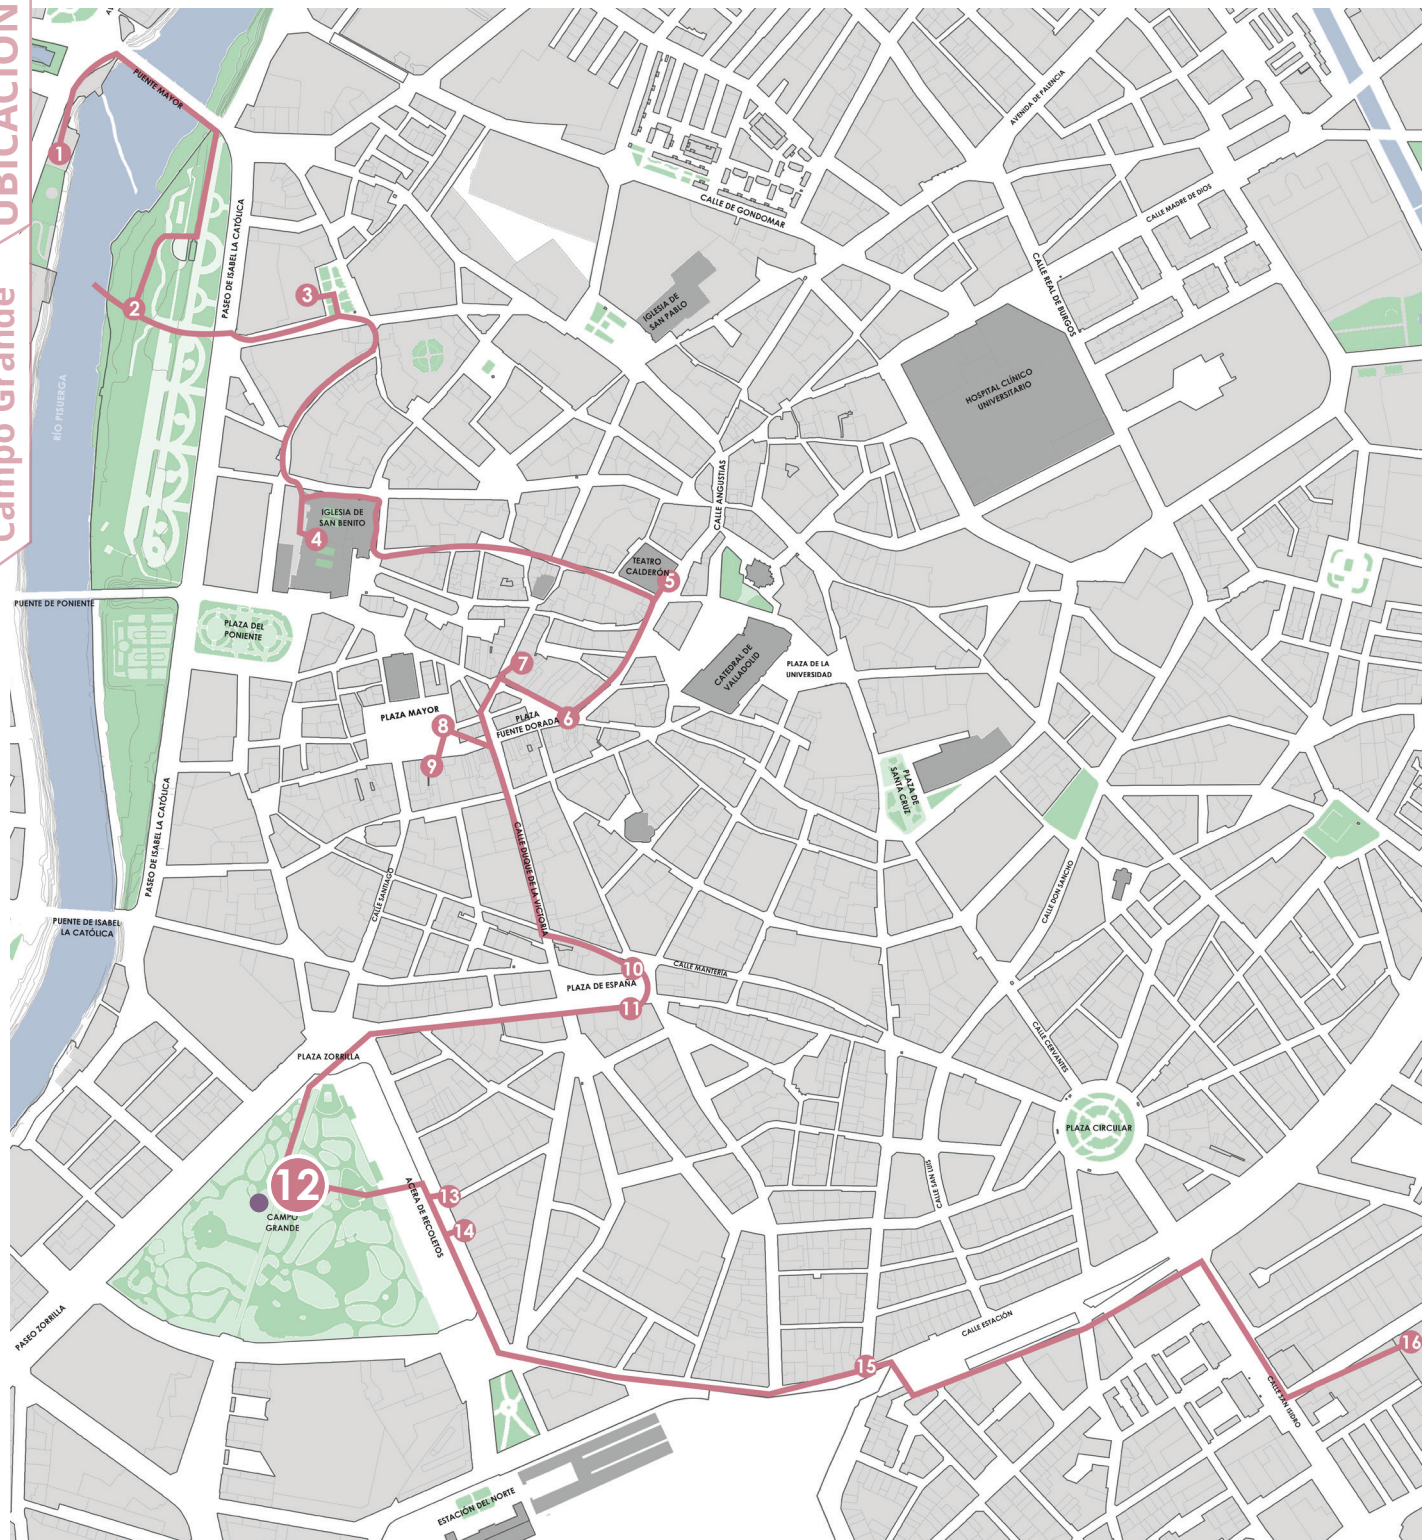 UBICACIÓN
Campo Grande
PUENTE MAYOR
1
AVENIDA DE PALENCIA
CALLE MADRE DE DIOS
CALLE DE GONDOMAR
PASEO DE ISABEL LA CATÓLICA
2
3
CALLE REAL DE BURGOS
IGLESIA DE
SAN PABLO
RÍO PISUERGA
HOSPITAL CLÍNICO
UNIVERSITARIO
CALLE ANGUSTIAS
IGLESIA DE
SAN BENITO
4
TEATRO
CALDERÓN
5
PUENTE DE PONIENTE
PLAZA DEL
PONIENTE
CATEDRAL DE
VALLADOLID
PLAZA DE LA
UNIVERSIDAD
7
PLAZA MAYOR
8
PLAZA
FUENTE DORADA
6
9
PLAZA DE
SANTA CRUZ
PASEO DE ISABEL LA CATÓLICA
CALLE DUQUE DE LA VICTORIA
CALLE SANTIAGO
CALLE DON SANCHO
PUENTE DE ISABEL
LA CATÓLICA
10
CALLE MANTERÍA
PLAZA DE ESPAÑA
11
PLAZA ZORRILLA
CALLE CERVANTES
PLAZA CIRCULAR
12
CAMPO
GRANDE
ACERA DE RECOLETOS
13
14
CALLE SAN LUIS
PASEO ZORRILLA
CALLE ESTACIÓN
15
16
CALLE SAN ISIDRO
ESTACIÓN DEL NORTE